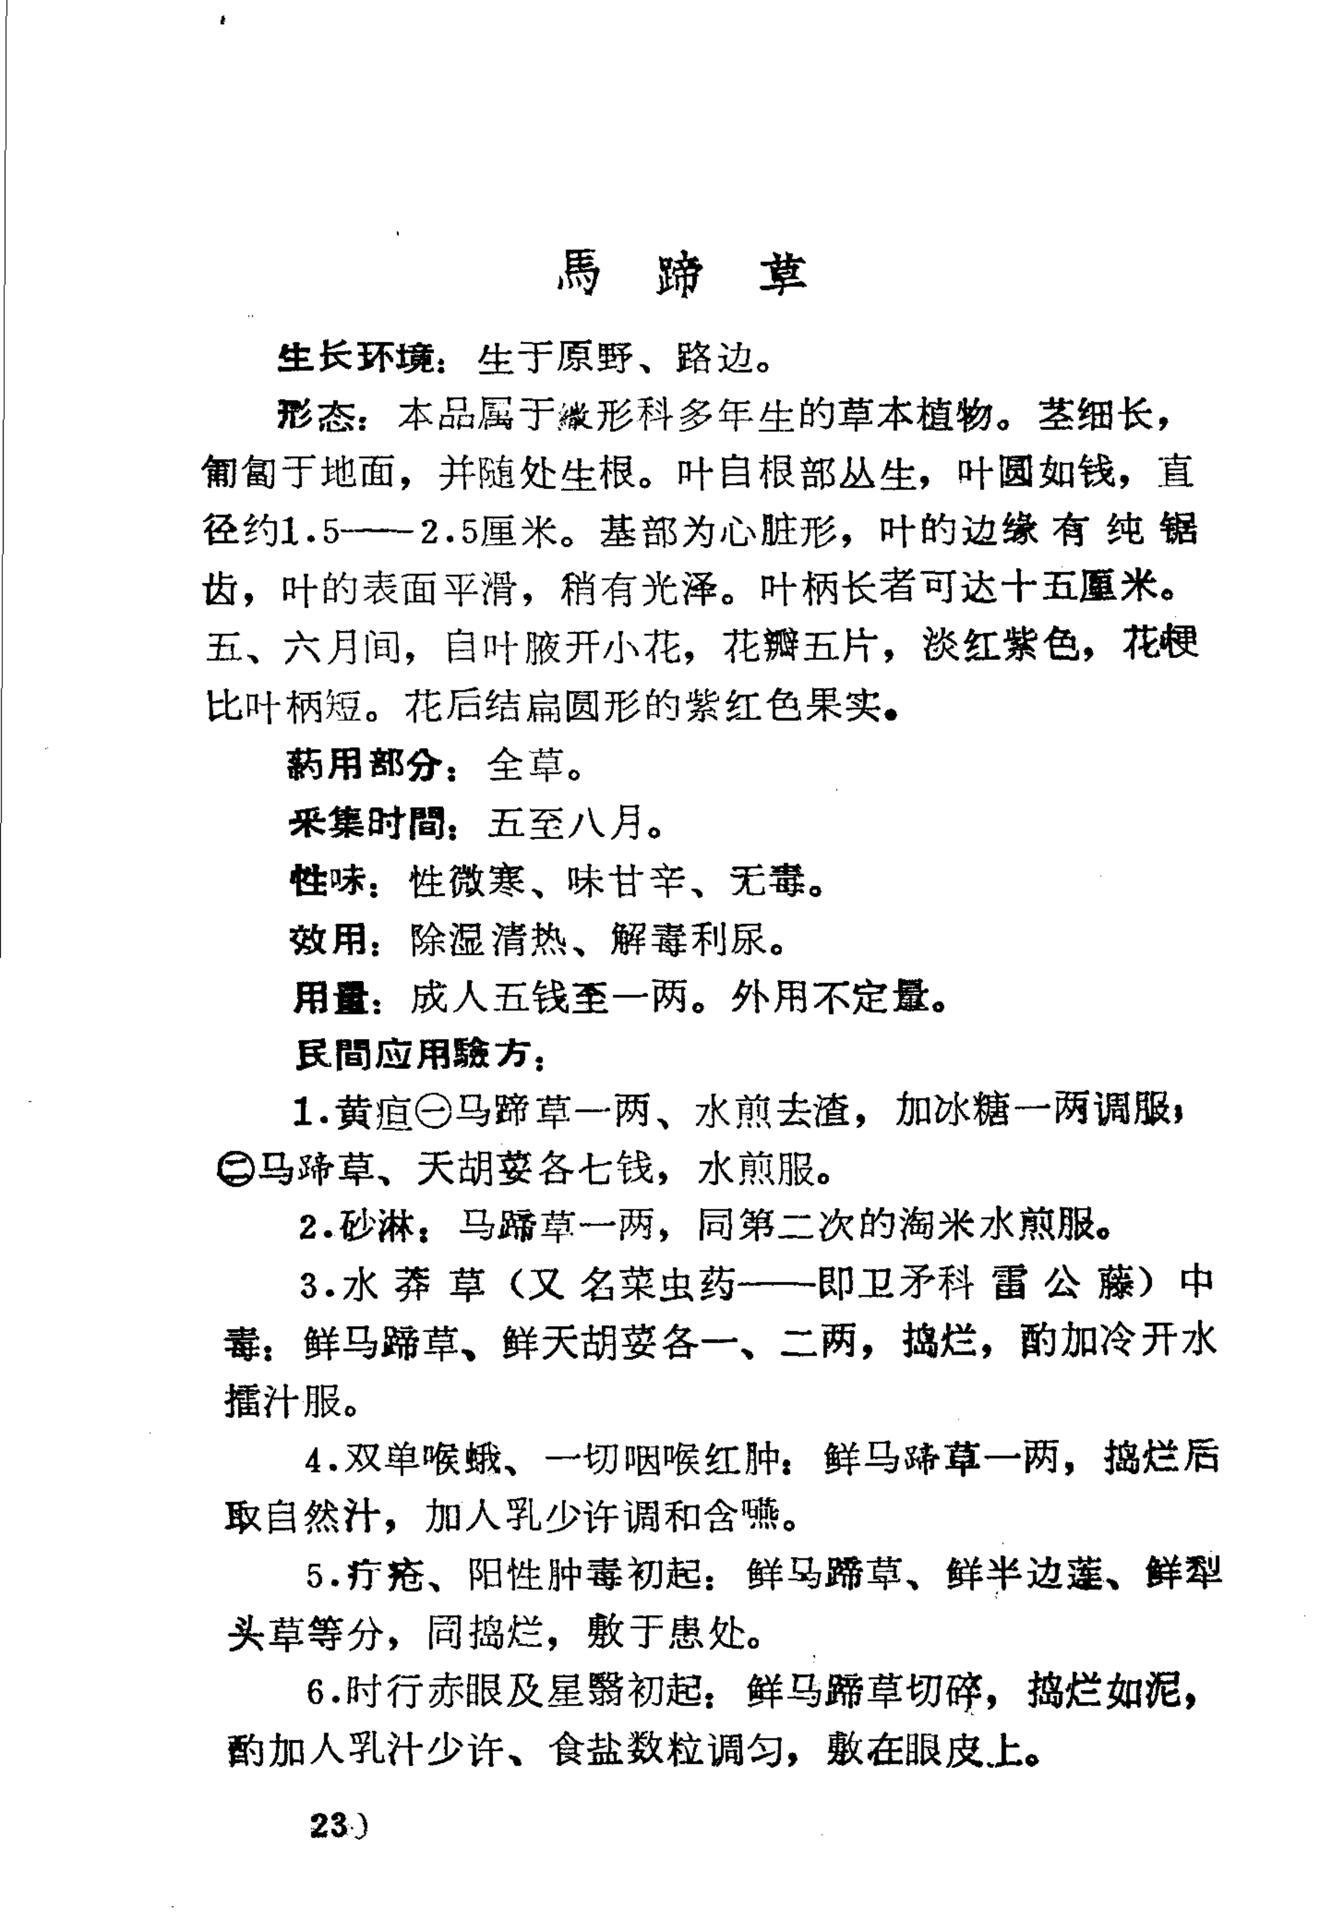 馬蹄草
生长环境：生于原野、路边。
形态：本品属于繖形科多年生的草本植物。茎细长，
匍匐于地面，并随处生根。叶自根部丛生，叶圆如钱，直
径约1.5——2.5厘米。基部为心脏形，叶的边缘有纯锯
齿，叶的表面平滑，稍有光泽。叶柄长者可达十五厘米。
五、六月间，自叶腋开小花，花瓣五片，淡红紫色，花梗
比叶柄短。花后结扁圆形的紫红色果实。
药用部分：全草。
采集时間：五至八月。
性味：性微寒、味甘辛、无毒。
效用：除湿清热、解毒利尿。
用量：成人五钱至一两。外用不定量。
民間应用驗方：
1.黄疸㊀马蹄草一两、水煎去渣，加冰糖一两调服；
㊁马蹄草、天胡荽各七钱，水煎服。
2.砂淋：马蹄草一两，同第二次的淘米水煎服。
3.水莽草（又名菜虫药——即卫矛科雷公藤）中
毒：鲜马蹄草、鲜天胡荽各一、二两，捣烂，酌加冷开水
擂汁服。
4.双单喉蛾、一切咽喉红肿：鲜马蹄草一两，捣烂后
取自然汁，加人乳少许调和含嚥。
5.疔疮、阳性肿毒初起：鲜马蹄草、鲜半边莲、鲜犁
头草等分，同捣烂，敷于患处。
6.时行赤眼及星翳初起：鲜马蹄草切碎，捣烂如泥，
酌加人乳汁少许、食盐数粒调匀，敷在眼皮上。
23）